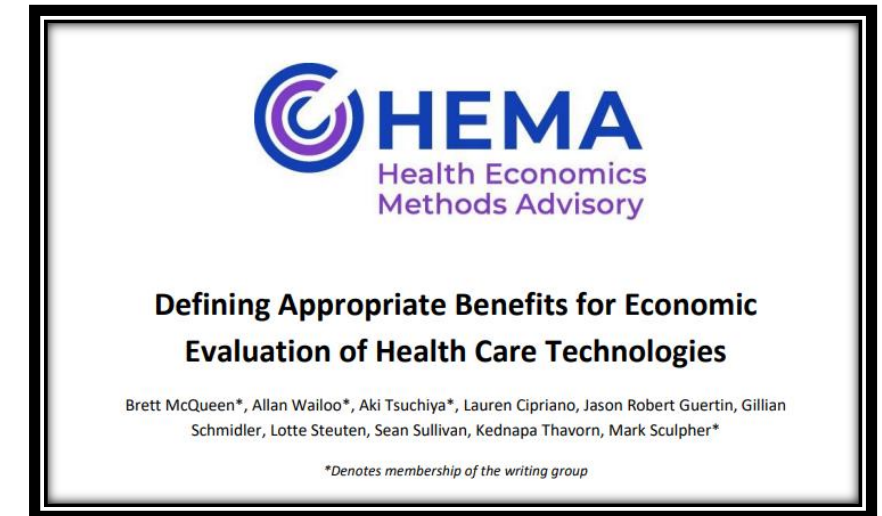 HEMA
Health Economics
Methods Advisory
Defining Appropriate Benefits for Economic
Evaluation of Health Care Technologies
Brett McQueen*, Allan Wailoo*, Aki Tsuchiya*, Lauren Cipriano, Jason Robert Guertin, Gillian
Schmidler, Lotte Steuten, Sean Sullivan, Kednapa Thavorn, Mark Sculpher*
*Denotes membership of the writing group